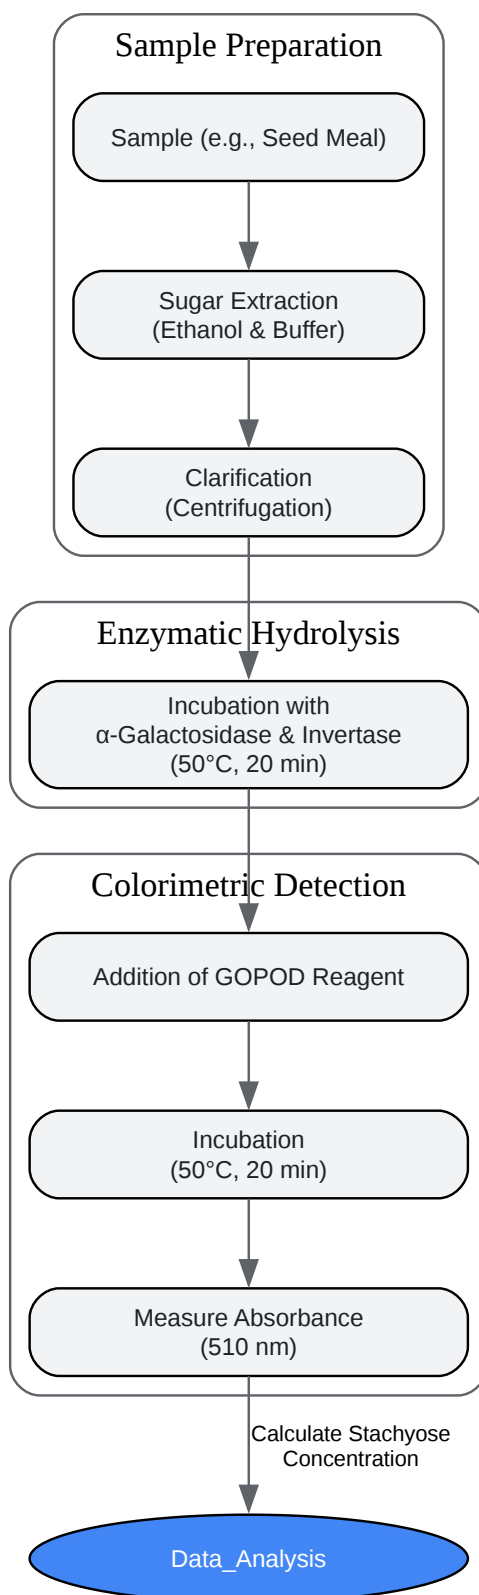 Sample Preparation
Sample (e.g., Seed Meal)
Sugar Extraction
(Ethanol & Buffer)
Clarification
(Centrifugation)
Enzymatic Hydrolysis
Incubation with
α-Galactosidase & Invertase
(50°C, 20 min)
Colorimetric Detection
Addition of GOPOD Reagent
Incubation
(50°C, 20 min)
Measure Absorbance
(510 nm)
Calculate Stachyose
Concentration
Data_Analysis